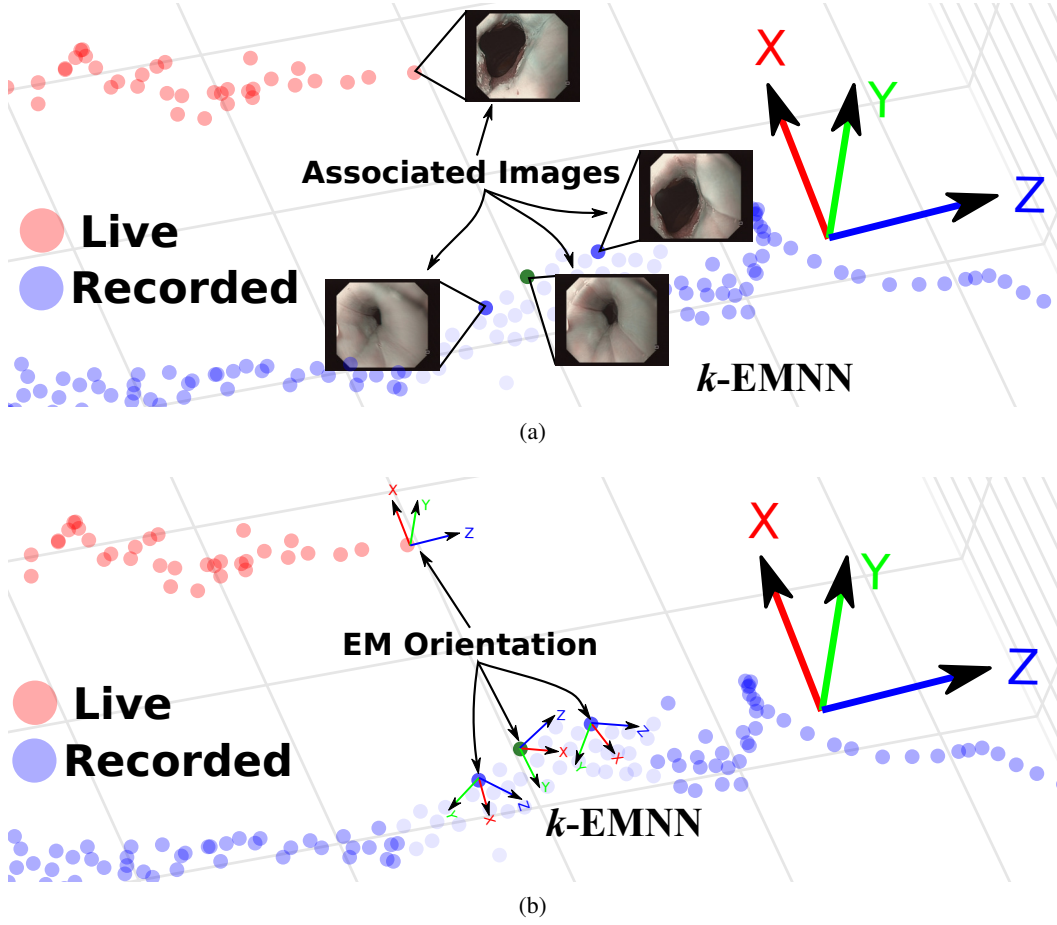 X
Y
Associated Images
Z
Live
Recorded
k-EMNN
(a)
X
Y
Z
X
Y
EM Orientation
Z
Live
Z
Z
X
X
Y
Recorded
Y
Z
Y
X
k-EMNN
(b)